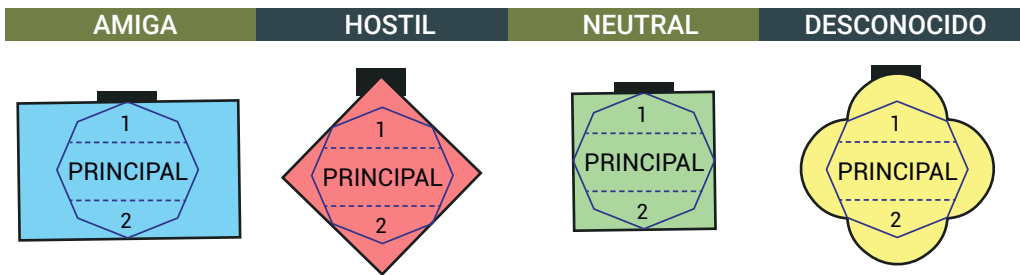 AMIGA HOSTIL NEUTRAL DESCONOCIDO
1 1 1 1
PRINCIPAL PRINCIPAL PRINCIPAL PRINCIPAL
2 2 2 2